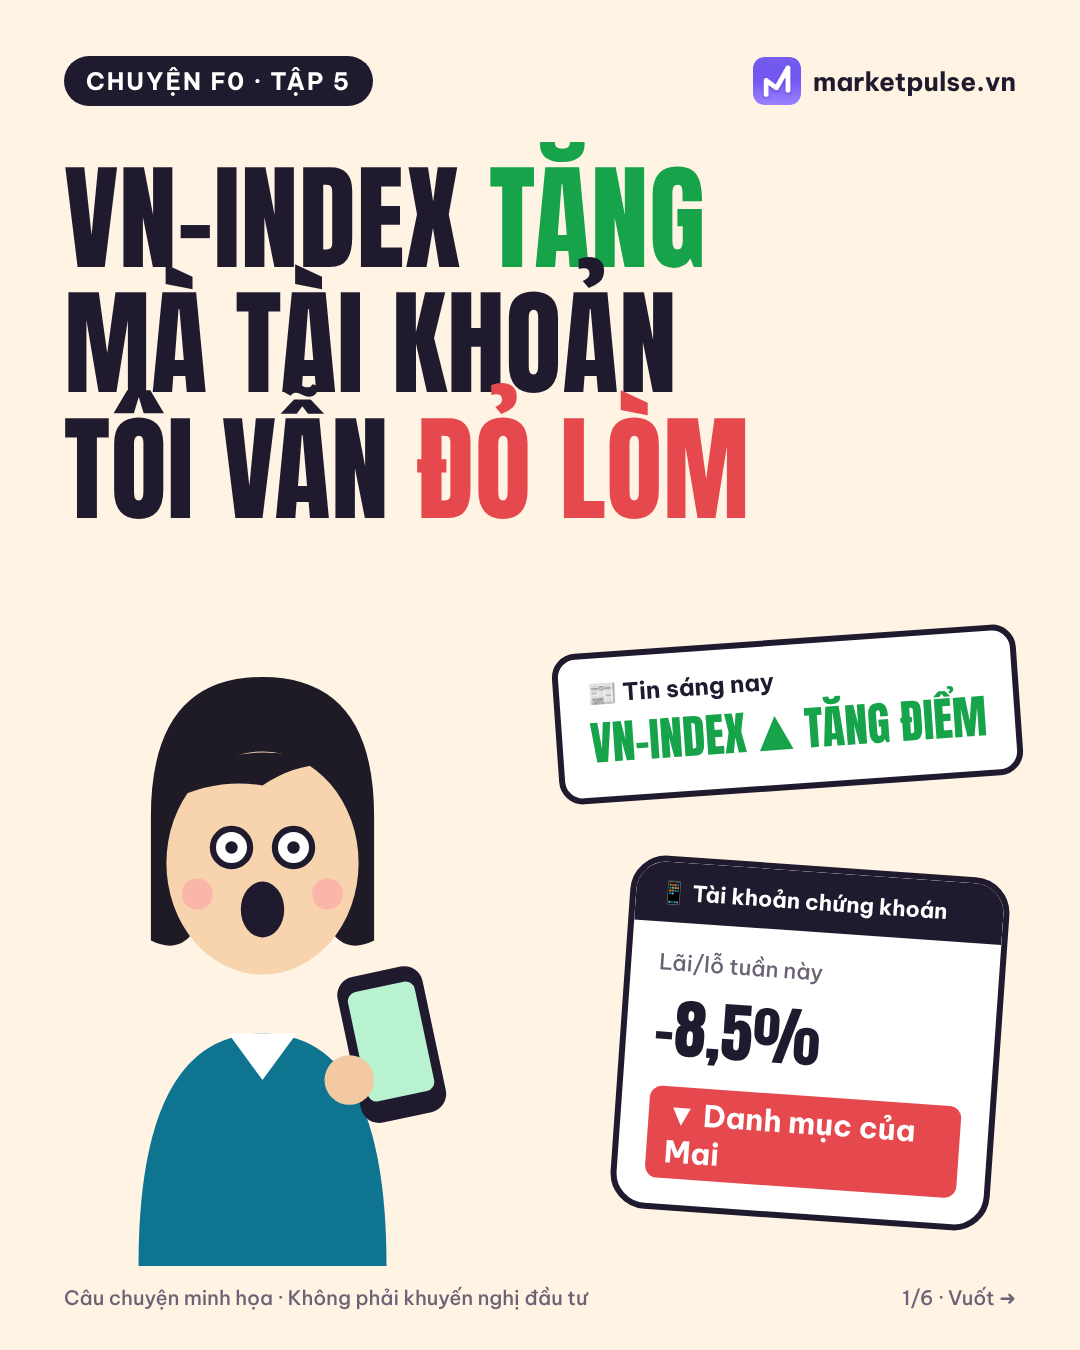 CHUYỆN F0 · TẬP 5
marketpulse.vn
VN-INDEX TĂNG
MÀ TÀI KHOẢN
TÔI VẪN ĐỎ LÒM
📰 Tin sáng nay
VN-INDEX ▲ TĂNG ĐIỂM
📱 Tài khoản chứng khoán
Lãi/lỗ tuần này
-8,5%
▼ Danh mục của
Mai
Câu chuyện minh họa · Không phải khuyến nghị đầu tư
1/6 · Vuốt →